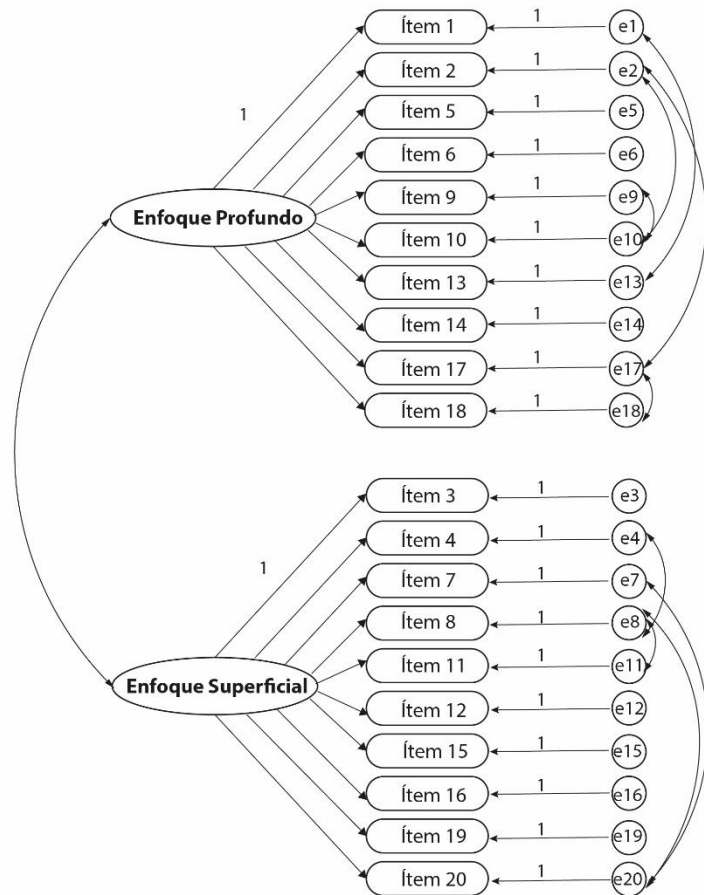 Ítem 1 1 e1
Ítem 2 1 e2
1
Ítem 5 1 e5
Ítem 6 1 e6
Ítem 9 1 e9
Enfoque Profundo
Ítem 10 1 e10
Ítem 13 1 e13
Ítem 14 1 e14
Ítem 17 1 e17
Ítem 18 1 e18
Ítem 3 1 e3
Ítem 4 1 e4
1
Ítem 7 1 e7
Ítem 8 1 e8
Ítem 11 1 e11
Enfoque Superficial
Ítem 12 1 e12
Ítem 15 1 e15
Ítem 16 1 e16
Ítem 19 1 e19
Ítem 20 1 e20